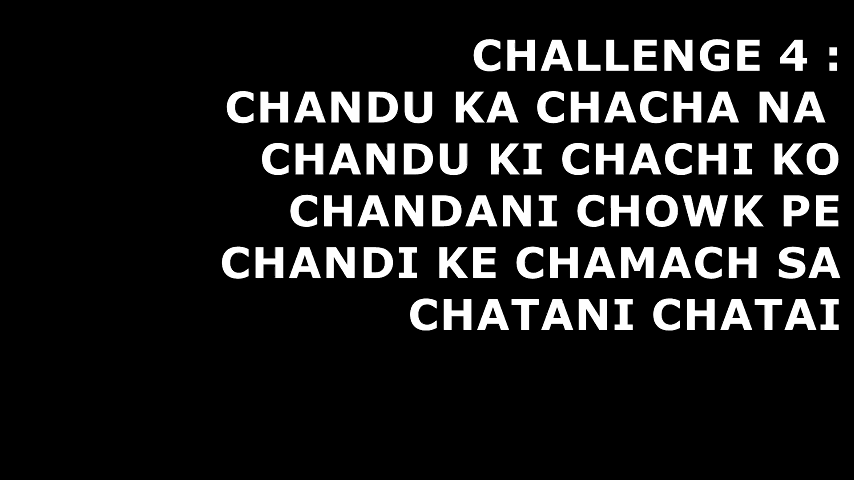 CHALLENGE 4 :
CHANDU KA CHACHA NA
CHANDU KI CHACHI KO
CHANDANI CHOWK PE
CHANDI KE CHAMACH SA
CHATANI CHATAI